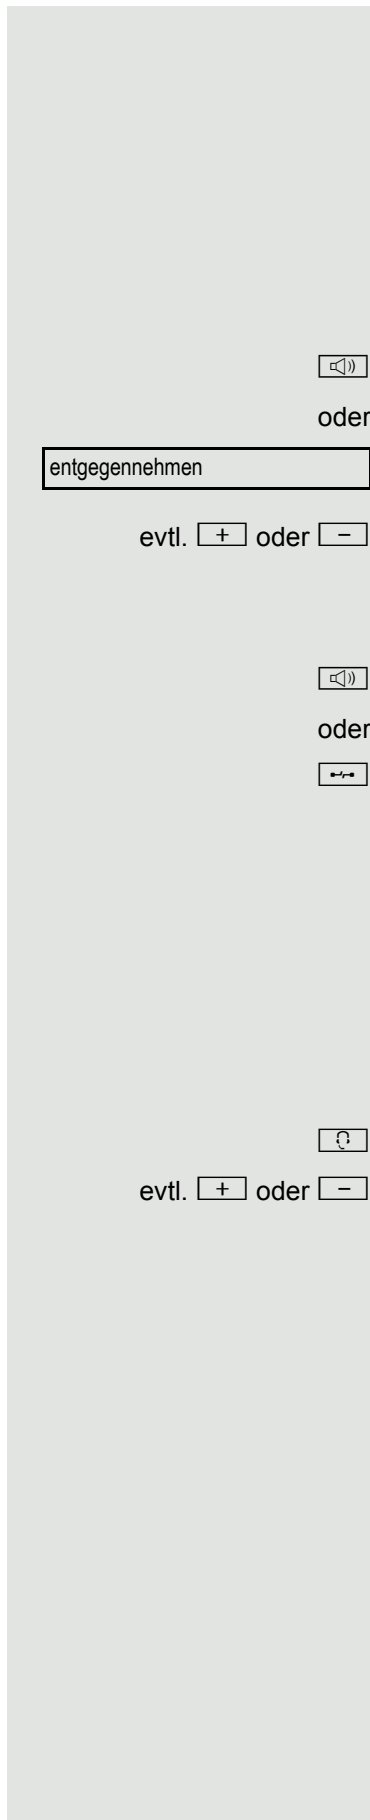 oder
entgegennehmen
evtl. + oder −
oder
evtl. + oder −